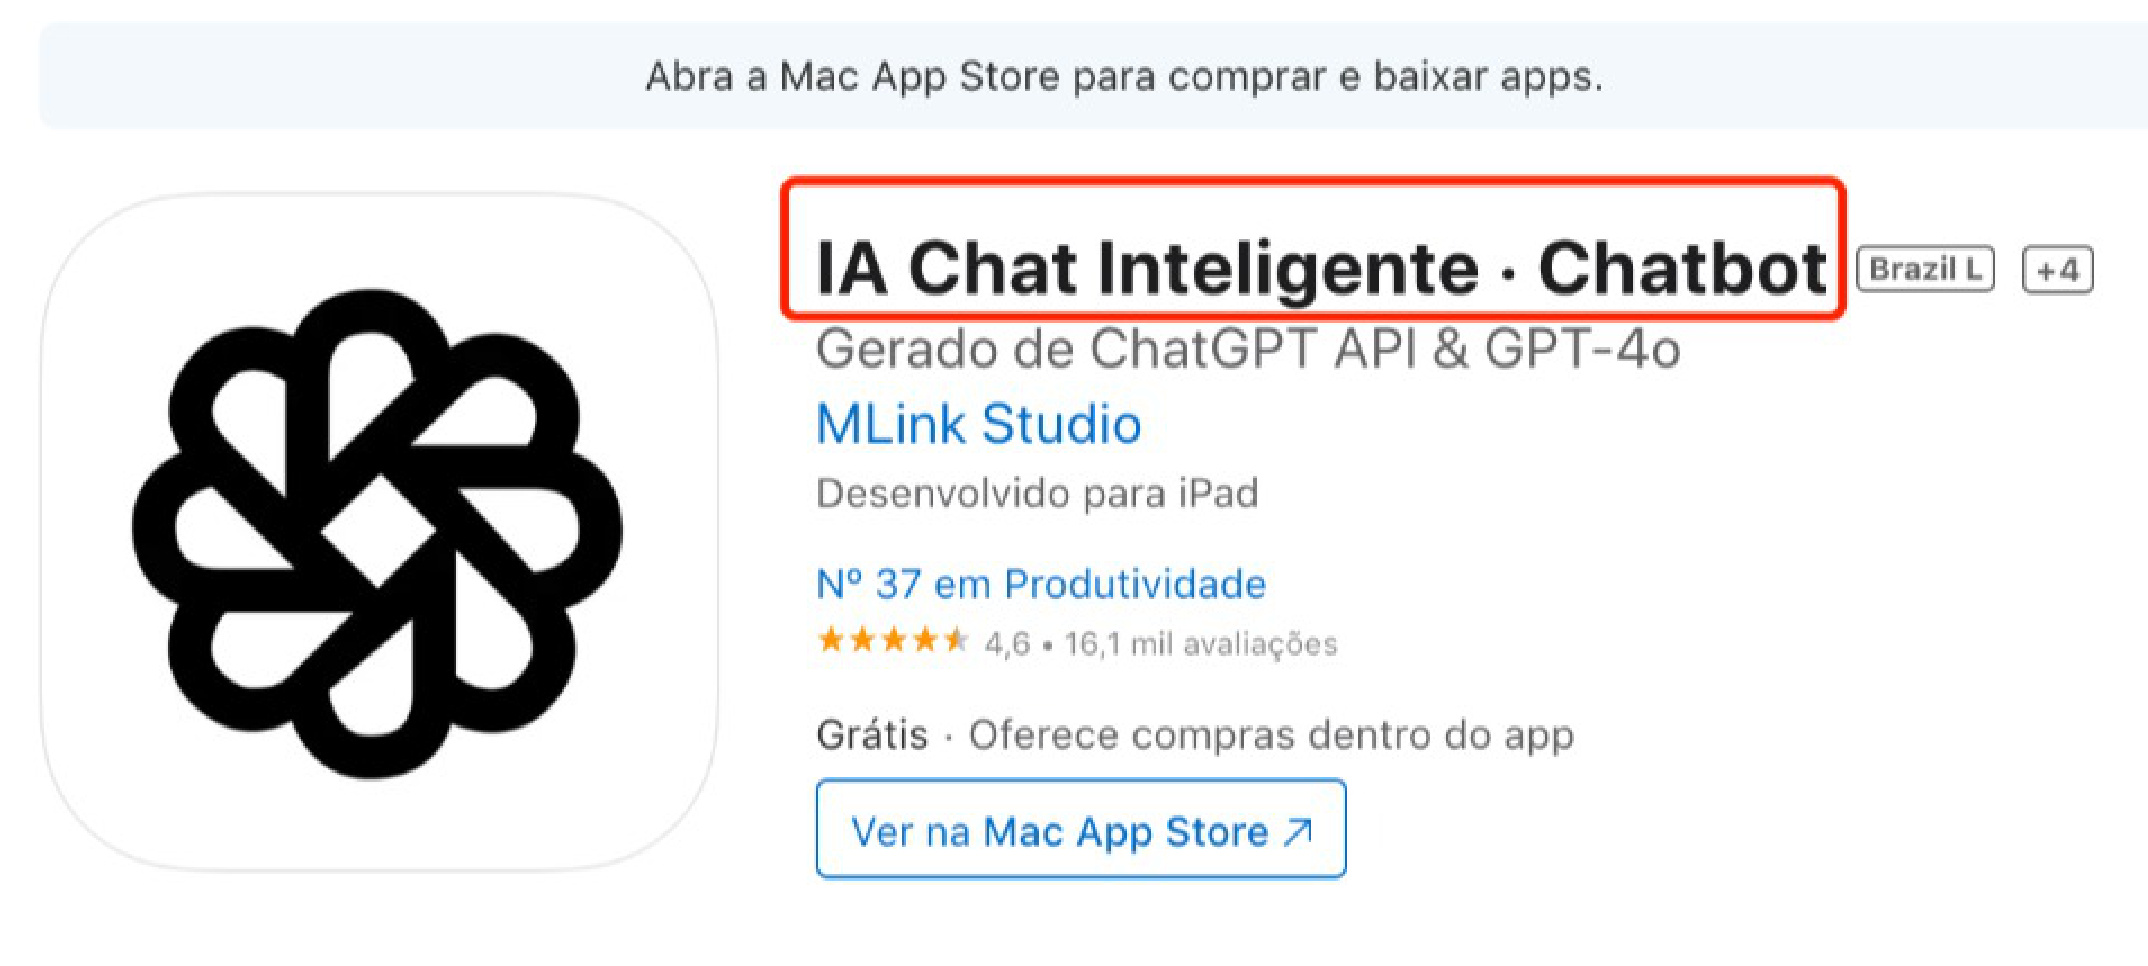 Abra a Mac App Store para comprar e baixar apps.
IA Chat Inteligente · Chatbot Brazil L +4
Gerado de ChatGPT API & GPT-4o
MLink Studio
Desenvolvido para iPad
Nº 37 em Produtividade
★★★★★ 4,6 • 16,1 mil avaliações
Grátis · Oferece compras dentro do app
Ver na Mac App Store ↗